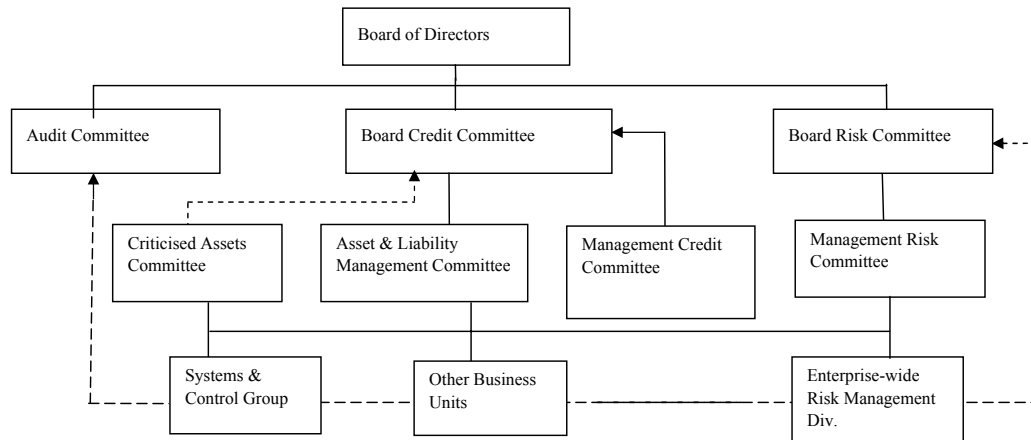 Board of Directors
Audit Committee
Board Credit Committee
Board Risk Committee
Criticised Assets
Committee
Asset & Liability
Management Committee
Management Credit
Committee
Management Risk
Committee
Systems &
Control Group
Other Business
Units
Enterprise-wide
Risk Management
Div.